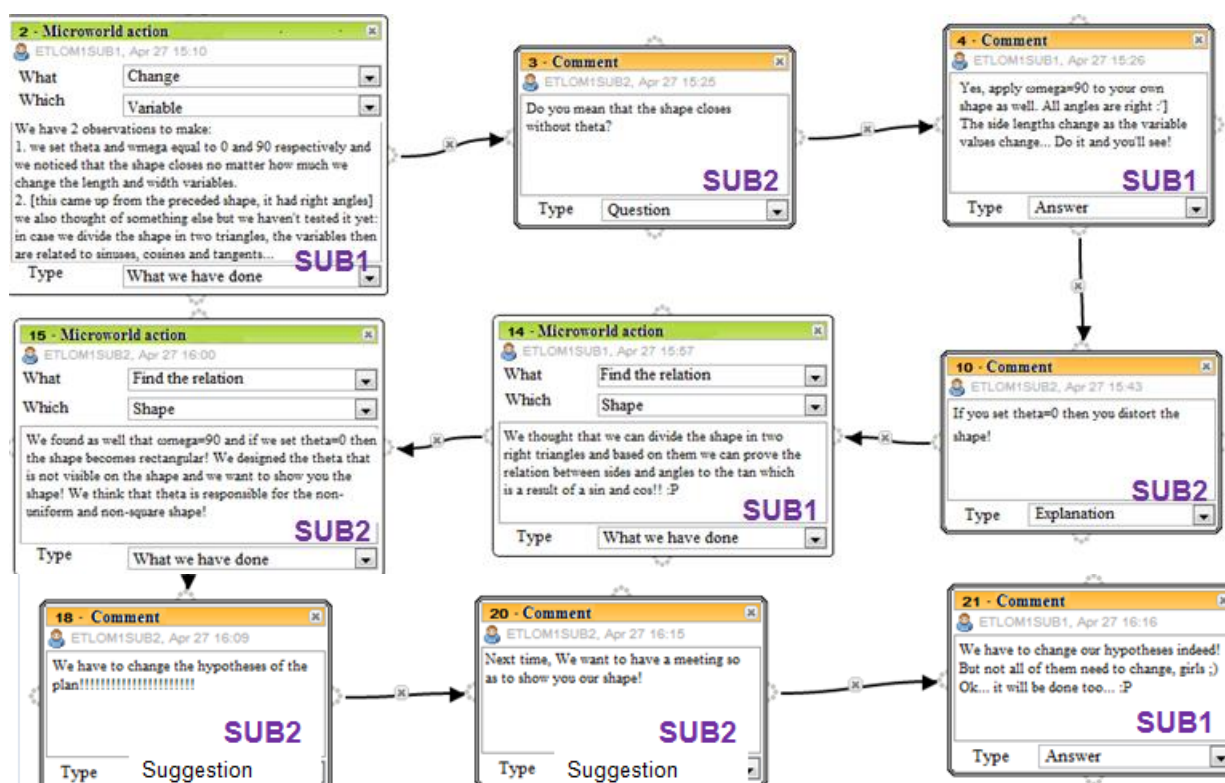 2 - Microworld action
ETLOM1SUB1, Apr 27 15:10
What Change
Which Variable
We have 2 observations to make:
1. we set theta and wmega equal to 0 and 90 respectively and
we noticed that the shape closes no matter how much we
change the length and width variables.
2. [this came up from the preceded shape, it had right angles]
we also thought of something else but we haven't tested it yet:
in case we divide the shape in two triangles, the variables then
are related to sinuses, cosines and tangents...
SUB1
Type What we have done
3 - Comment
ETLOM1SUB2, Apr 27 15:25
Do you mean that the shape closes
without theta?
SUB2
Type Question
4 - Comment
ETLOM1SUB1, Apr 27 15:26
Yes, apply omega=90 to your own
shape as well. All angles are right :']
The side lengths change as the variable
values change... Do it and you'll see!
SUB1
Type Answer
10 - Comment
ETLOM1SUB2, Apr 27 15:43
If you set theta=0 then you distort the
shape!
SUB2
Type Explanation
14 - Microworld action
ETLOM1SUB1, Apr 27 15:57
What Find the relation
Which Shape
We thought that we can divide the shape in two
right triangles and based on them we can prove the
relation between sides and angles to the tan which
is a result of a sin and cos!! :P
SUB1
Type What we have done
15 - Microworld action
ETLOM1SUB2, Apr 27 16:00
What Find the relation
Which Shape
We found as well that omega=90 and if we set theta=0 then
the shape becomes rectangular! We designed the theta that
is not visible on the shape and we want to show you the
shape! We think that theta is responsible for the non-
uniform and non-square shape!
SUB2
Type What we have done
18 - Comment
ETLOM1SUB2, Apr 27 16:09
We have to change the hypotheses of the
plan!!!!!!!!!!!!!!!!!!!!!!!
SUB2
Type Suggestion
20 - Comment
ETLOM1SUB2, Apr 27 16:15
Next time, We want to have a meeting so
as to show you our shape!
SUB2
Type Suggestion
21 - Comment
ETLOM1SUB1, Apr 27 16:16
We have to change our hypotheses indeed!
But not all of them need to change, girls ;)
Ok... it will be done too... :P
SUB1
Type Answer